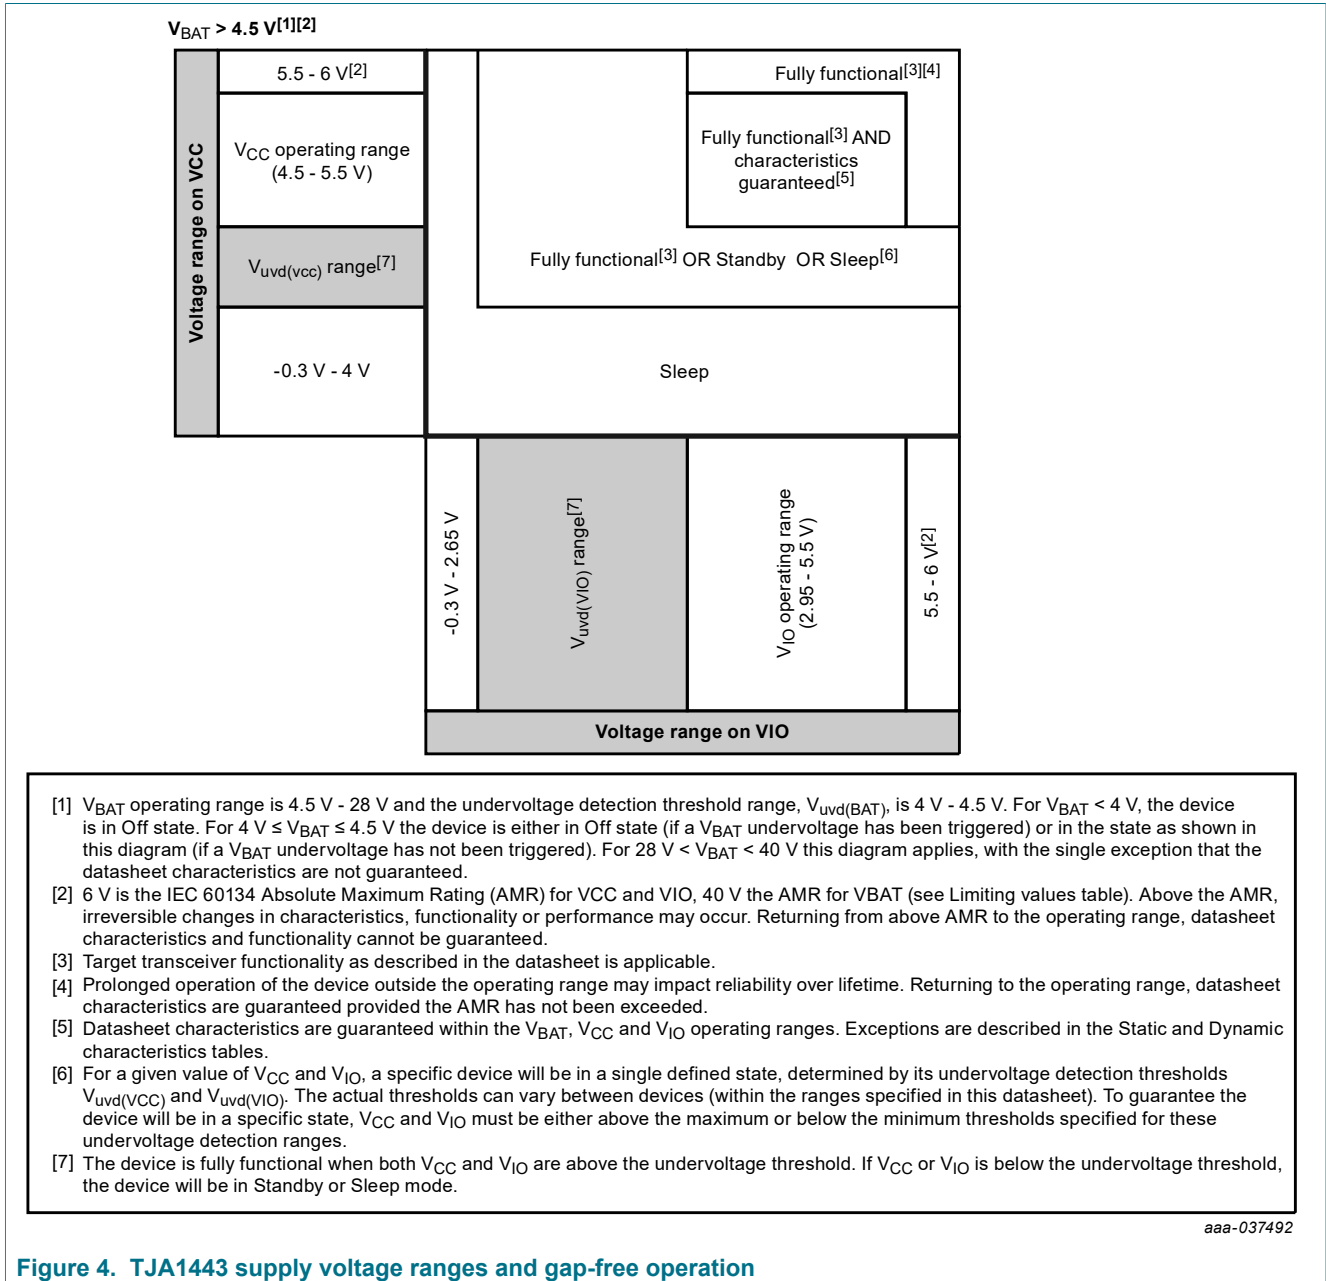 VBAT > 4.5 V[1][2]
Voltage range on VCC
5.5 - 6 V[2]
VCC operating range
(4.5 - 5.5 V)
Vuvd(vcc) range[7]
-0.3 V - 4 V
Fully functional[3][4]
Fully functional[3] AND
characteristics
guaranteed[5]
Fully functional[3] OR Standby OR Sleep[6]
Sleep
-0.3 V - 2.65 V
Vuvd(VIO) range[7]
VIO operating range
(2.95 - 5.5 V)
5.5 - 6 V[2]
Voltage range on VIO
[1] VBAT operating range is 4.5 V - 28 V and the undervoltage detection threshold range, Vuvd(BAT), is 4 V - 4.5 V. For VBAT < 4 V, the device
is in Off state. For 4 V ≤ VBAT ≤ 4.5 V the device is either in Off state (if a VBAT undervoltage has been triggered) or in the state as shown in
this diagram (if a VBAT undervoltage has not been triggered). For 28 V < VBAT < 40 V this diagram applies, with the single exception that the
datasheet characteristics are not guaranteed.
[2] 6 V is the IEC 60134 Absolute Maximum Rating (AMR) for VCC and VIO, 40 V the AMR for VBAT (see Limiting values table). Above the AMR,
irreversible changes in characteristics, functionality or performance may occur. Returning from above AMR to the operating range, datasheet
characteristics and functionality cannot be guaranteed.
[3] Target transceiver functionality as described in the datasheet is applicable.
[4] Prolonged operation of the device outside the operating range may impact reliability over lifetime. Returning to the operating range, datasheet
characteristics are guaranteed provided the AMR has not been exceeded.
[5] Datasheet characteristics are guaranteed within the VBAT, VCC and VIO operating ranges. Exceptions are described in the Static and Dynamic
characteristics tables.
[6] For a given value of VCC and VIO, a specific device will be in a single defined state, determined by its undervoltage detection thresholds
Vuvd(VCC) and Vuvd(VIO). The actual thresholds can vary between devices (within the ranges specified in this datasheet). To guarantee the
device will be in a specific state, VCC and VIO must be either above the maximum or below the minimum thresholds specified for these
undervoltage detection ranges.
[7] The device is fully functional when both VCC and VIO are above the undervoltage threshold. If VCC or VIO is below the undervoltage threshold,
the device will be in Standby or Sleep mode.
aaa-037492
Figure 4. TJA1443 supply voltage ranges and gap-free operation